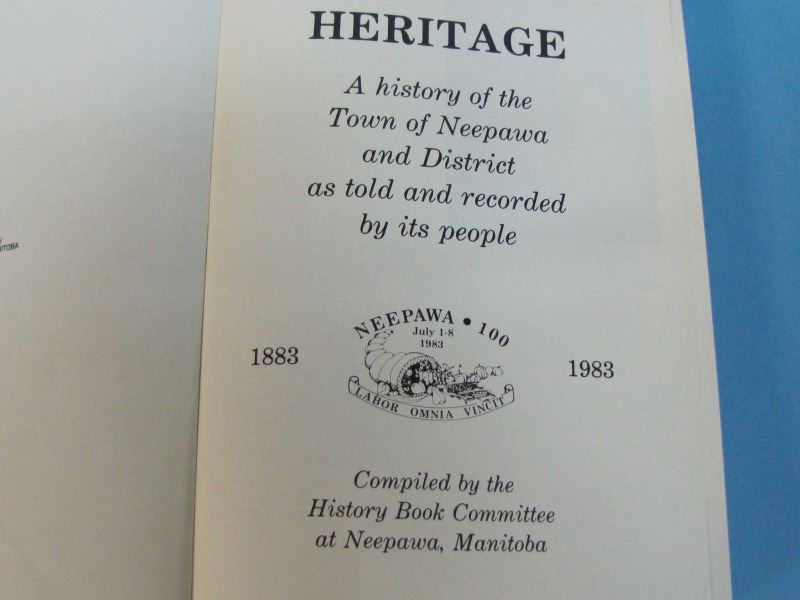 HERITAGE
A history of the
Town of Neepawa
and District
as told and recorded
by its people
NEEPAWA • 100
July 1-8
1983
1883
1983
LABOR OMNIA VINCIT
Compiled by the
History Book Committee
at Neepawa, Manitoba